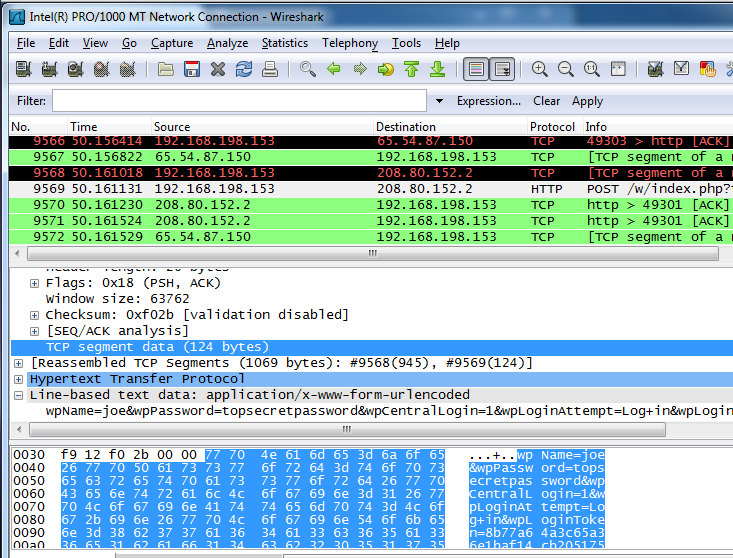 Intel(R) PRO/1000 MT Network Connection - Wireshark
File Edit View Go Capture Analyze Statistics Telephony Tools Help
Filter: Expression... Clear Apply
No. Time Source Destination Protocol Info
9566 50.156414 192.168.198.153 65.54.87.150 TCP 49303 > http [ACK]
9567 50.156822 65.54.87.150 192.168.198.153 TCP [TCP segment of a
9568 50.161018 192.168.198.153 208.80.152.2 TCP [TCP segment of a
9569 50.161131 192.168.198.153 208.80.152.2 HTTP POST /w/index.php?
9570 50.161230 208.80.152.2 192.168.198.153 TCP http > 49301 [ACK]
9571 50.161524 208.80.152.2 192.168.198.153 TCP http > 49301 [ACK]
9572 50.161529 65.54.87.150 192.168.198.153 TCP [TCP segment of a
Header length: 20 bytes
Flags: 0x18 (PSH, ACK)
Window size: 63762
Checksum: 0xf02b [validation disabled]
[SEQ/ACK analysis]
TCP segment data (124 bytes)
[Reassembled TCP Segments (1069 bytes): #9568(945), #9569(124)]
Hypertext Transfer Protocol
Line-based text data: application/x-www-form-urlencoded
wpName=joe&wpPassword=topsecretpassword&wpCentralLogin=1&wpLoginAttempt=Log+in&wpLogin
0030 f9 12 f0 2b 00 00 77 70 4e 61 6d 65 3d 6a 6f 65 ...+..wp Name=joe
0040 26 77 70 50 61 73 73 77 6f 72 64 3d 74 6f 70 73 &wpPassw ord=tops
0050 65 63 72 65 74 70 61 73 73 77 6f 72 64 26 77 70 ecretpas sword&wp
0060 43 65 6e 74 72 61 6c 4c 6f 67 69 6e 3d 31 26 77 CentralL ogin=1&w
0070 70 4c 6f 67 69 6e 41 74 74 65 6d 70 74 3d 4c 6f pLoginAt tempt=Lo
0080 67 2b 69 6e 26 77 70 4c 6f 67 69 6e 54 6f 6b 65 g+in&wpL oginToke
0090 6e 3d 38 62 37 37 61 36 34 61 33 63 36 35 61 33 n=8b77a6 4a3c65a3
36 65 31 62 61 66 31 34 63 62 32 30 35 31 37 35 6e1baf14 cb205175